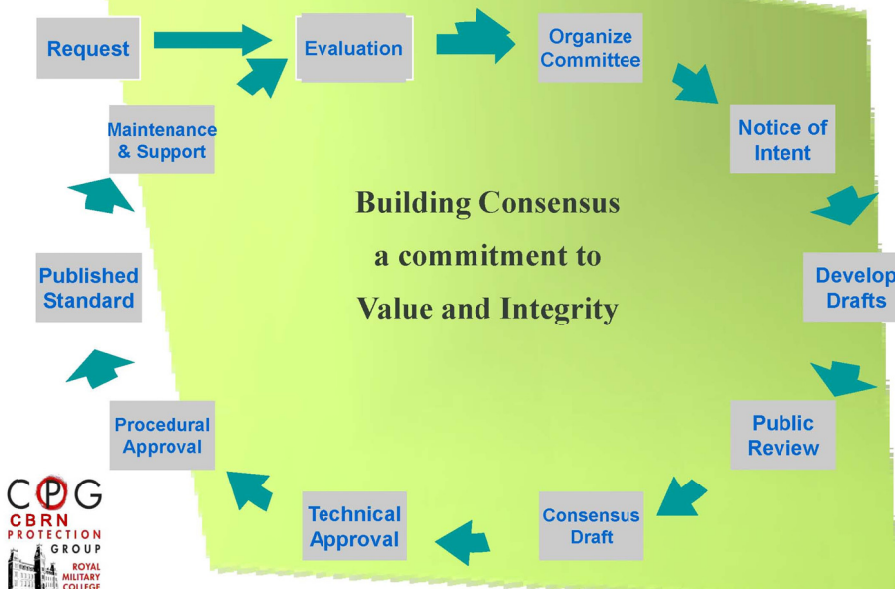 Request
Evaluation
Organize
Committee
Maintenance
& Support
Notice of
Intent
Building Consensus
a commitment to
Value and Integrity
Published
Standard
Develop
Drafts
Procedural
Approval
Public
Review
Technical
Approval
Consensus
Draft
CPG
CBRN
PROTECTION
GROUP
ROYAL
MILITARY
COLLEGE